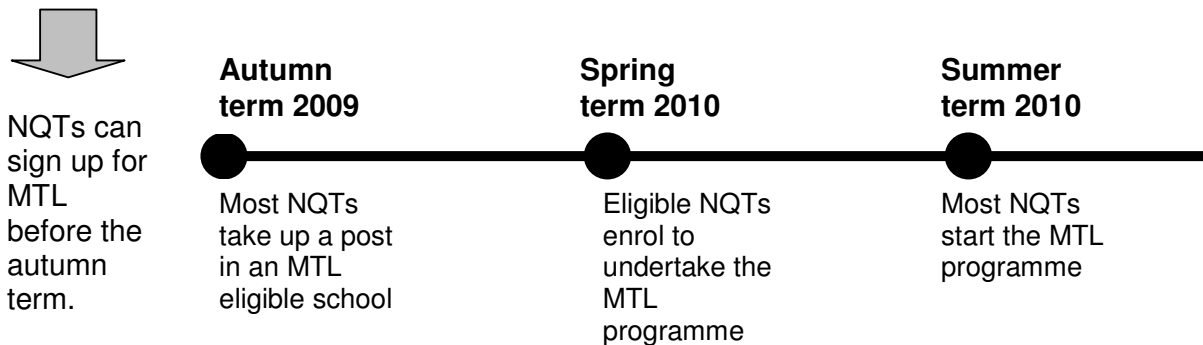 NQTs can
sign up for
MTL
before the
autumn
term.
Autumn
term 2009
Most NQTs
take up a post
in an MTL
eligible school
Spring
term 2010
Eligible NQTs
enrol to
undertake the
MTL
programme
Summer
term 2010
Most NQTs
start the MTL
programme